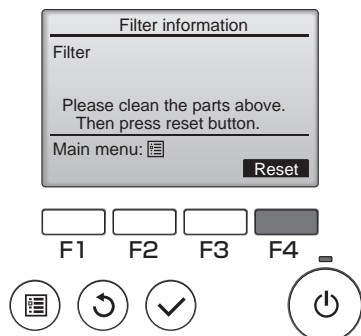 Filter information
Filter
Please clean the parts above.
Then press reset button.
Main menu:
Reset
F1 F2 F3 F4